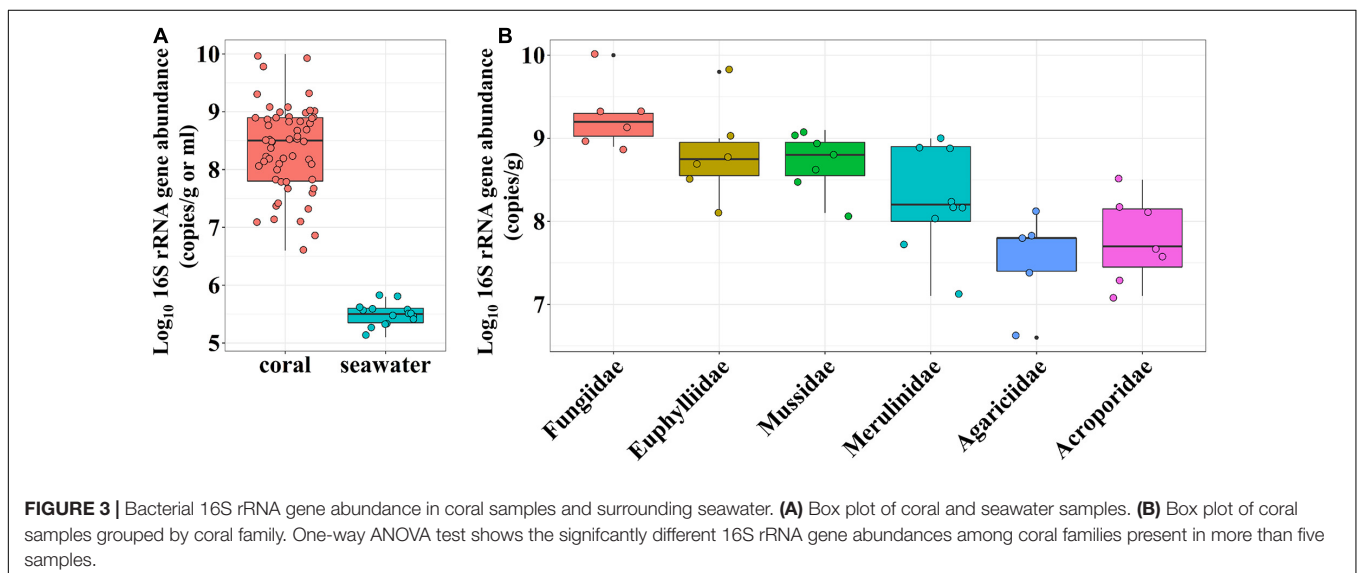 A
Log10 16S rRNA gene abundance
(copies/g or ml)
10
9
8
7
6
5
coral seawater
B
Log10 16S rRNA gene abundance
(copies/g)
10
9
8
7
Fungiidae
Euphylliidae
Mussidae
Merulinidae
Agariciidae
Acroporidae
FIGURE 3 | Bacterial 16S rRNA gene abundance in coral samples and surrounding seawater. (A) Box plot of coral and seawater samples. (B) Box plot of coral
samples grouped by coral family. One-way ANOVA test shows the signifcantly different 16S rRNA gene abundances among coral families present in more than five
samples.